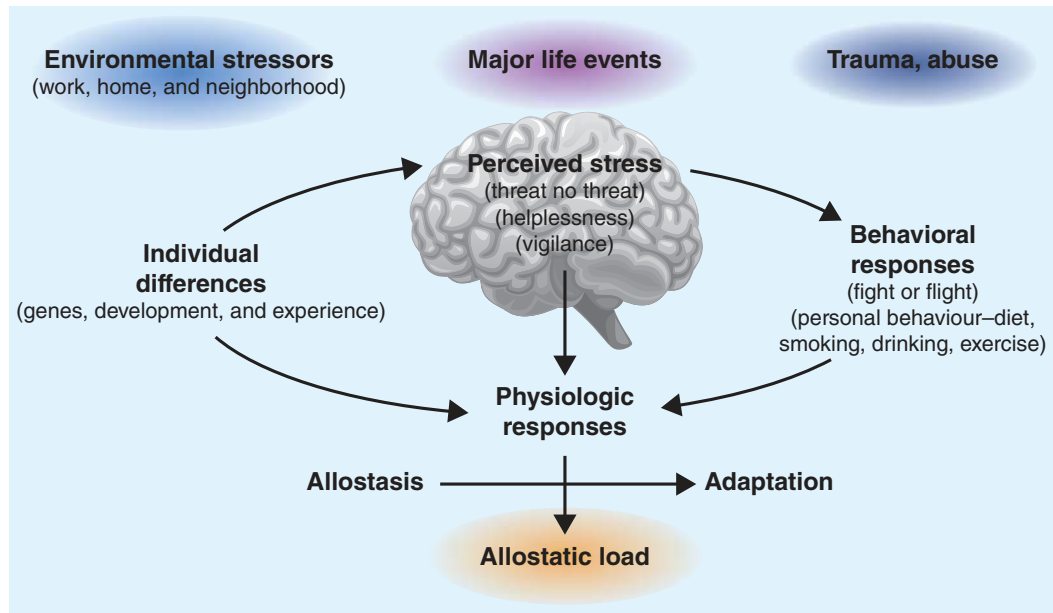 Environmental stressors
(work, home, and neighborhood)
Major life events
Trauma, abuse
Perceived stress
(threat no threat)
(helplessness)
(vigilance)
Individual
differences
(genes, development, and experience)
Behavioral
responses
(fight or flight)
(personal behaviour–diet,
smoking, drinking, exercise)
Physiologic
responses
Allostasis
Adaptation
Allostatic load